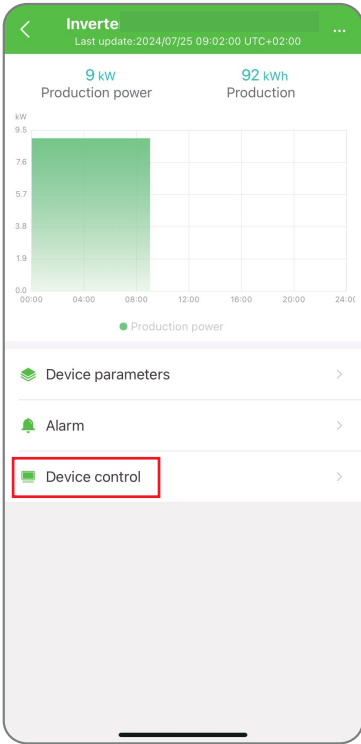 Inverte
Last update:2024/07/25 09:02:00 UTC+02:00
...
9 kW
92 kWh
Production power
Production
kW
9.5
7.6
5.7
3.8
1.9
0.0
00:00 04:00 08:00 12:00 16:00 20:00 24:0(
Production power
Device parameters
Alarm
Device control